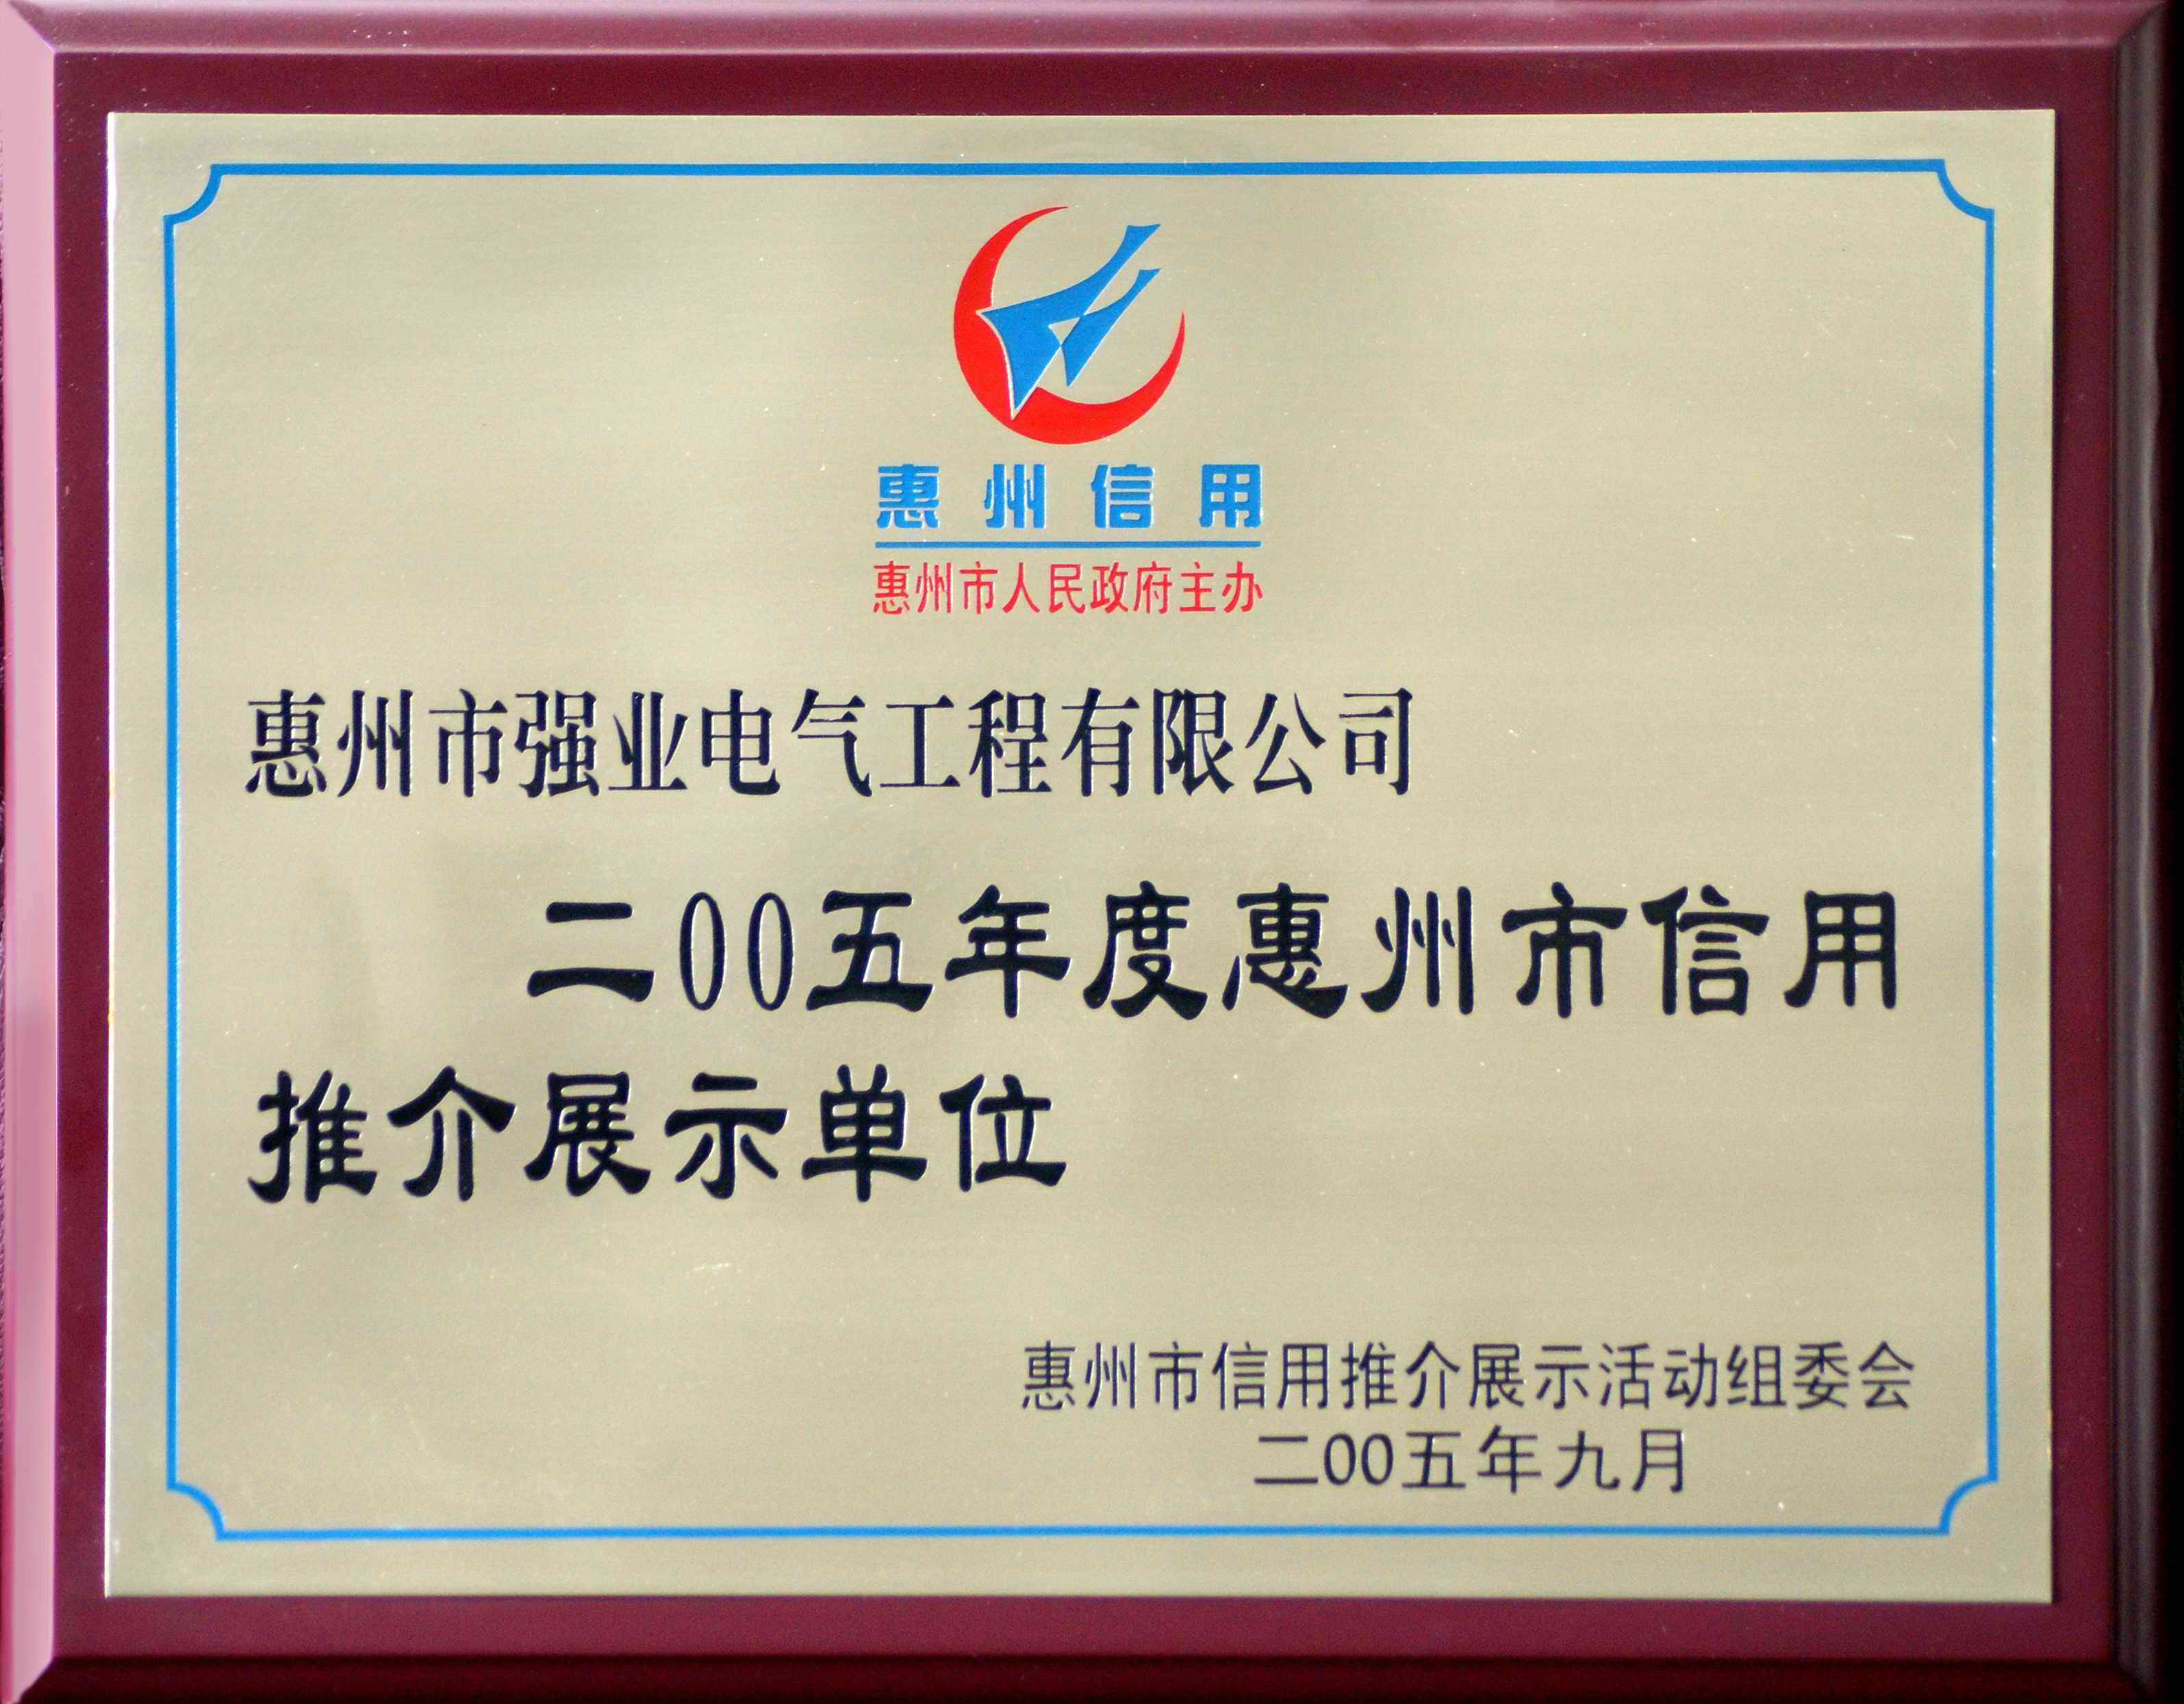 惠州信用
惠州市人民政府主办
惠州市强业电气工程有限公司
二00五年度惠州市信用
推介展示单位
惠州市信用推介展示活动组委会
二00五年九月